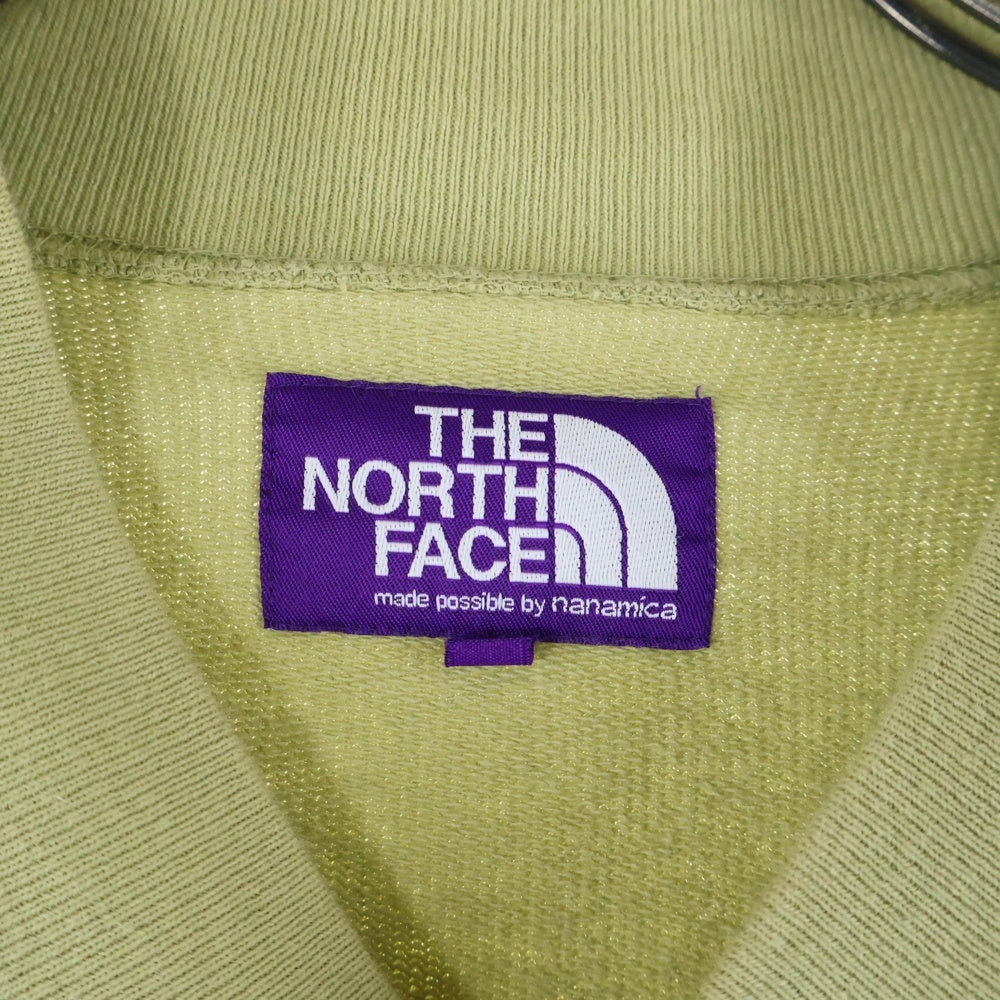 THE
NORTH
FACE
made possible by nanamica